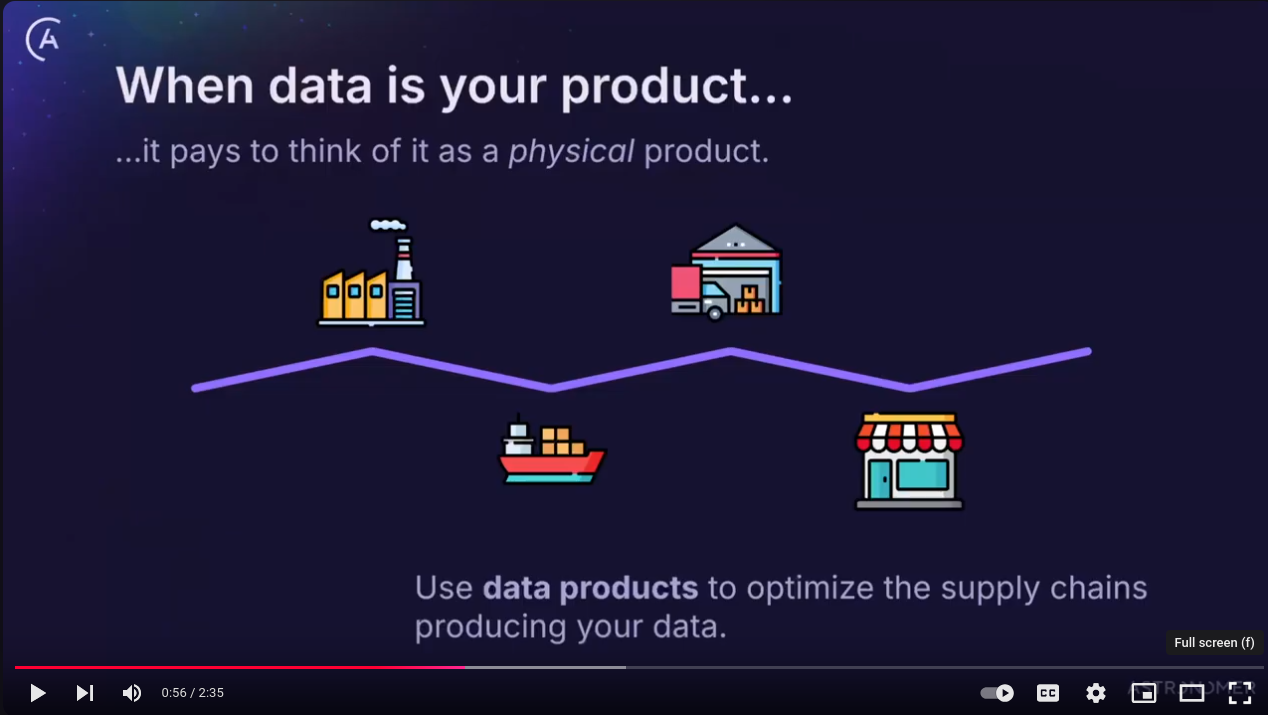 When data is your product...
...it pays to think of it as a physical product.
Use data products to optimize the supply chains
producing your data.
Full screen (f)
0:56 / 2:35
CC
ASTRONOMER